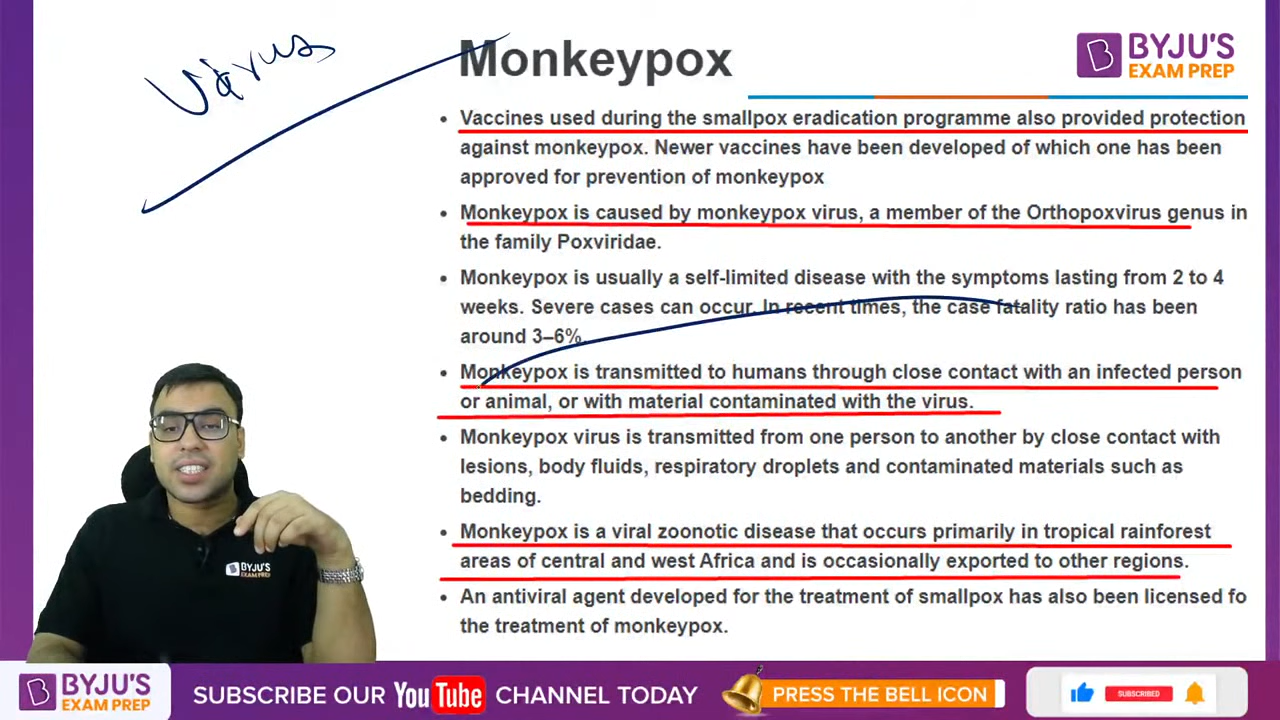 Virus
Monkeypox
BYJU'S
EXAM PREP
• Vaccines used during the smallpox eradication programme also provided protection
against monkeypox. Newer vaccines have been developed of which one has been
approved for prevention of monkeypox
• Monkeypox is caused by monkeypox virus, a member of the Orthopoxvirus genus in
the family Poxviridae.
• Monkeypox is usually a self-limited disease with the symptoms lasting from 2 to 4
weeks. Severe cases can occur. In recent times, the case fatality ratio has been
around 3–6%.
• Monkeypox is transmitted to humans through close contact with an infected person
or animal, or with material contaminated with the virus.
• Monkeypox virus is transmitted from one person to another by close contact with
lesions, body fluids, respiratory droplets and contaminated materials such as
bedding.
• Monkeypox is a viral zoonotic disease that occurs primarily in tropical rainforest
areas of central and west Africa and is occasionally exported to other regions.
• An antiviral agent developed for the treatment of smallpox has also been licensed fo
the treatment of monkeypox.
BYJU'S
EXAM PREP
BYJU'S
EXAM PREP
SUBSCRIBE OUR YouTube CHANNEL TODAY
PRESS THE BELL ICON
SUBSCRIBED